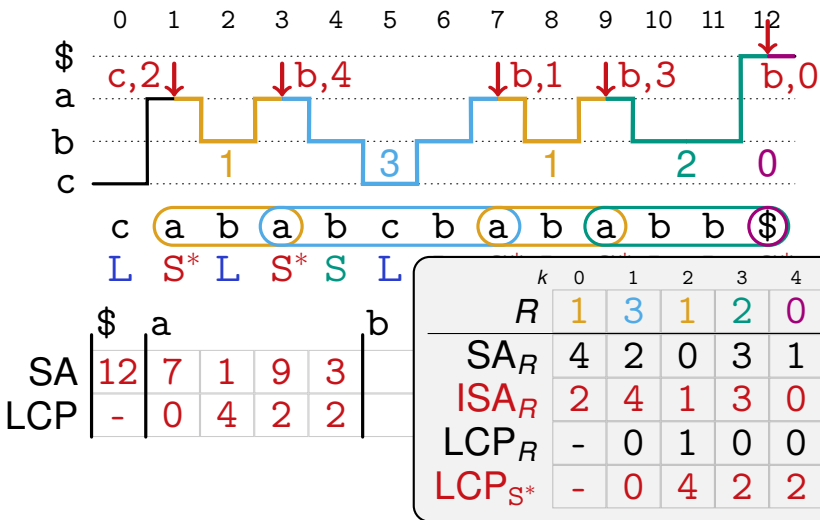 0 1 2 3 4 5 6 7 8 9 10 11 12
$
c,2 b,4 b,1 b,3 b,0
a
b
1 3 1 2 0
c
c a b a b c b a b a b b $
L S* L S* S L
k 0 1 2 3 4
R 1 3 1 2 0
$ a b
SA 12 7 1 9 3
SA_R 4 2 0 3 1
LCP - 0 4 2 2
ISA_R 2 4 1 3 0
LCP_R - 0 1 0 0
LCP_S* - 0 4 2 2